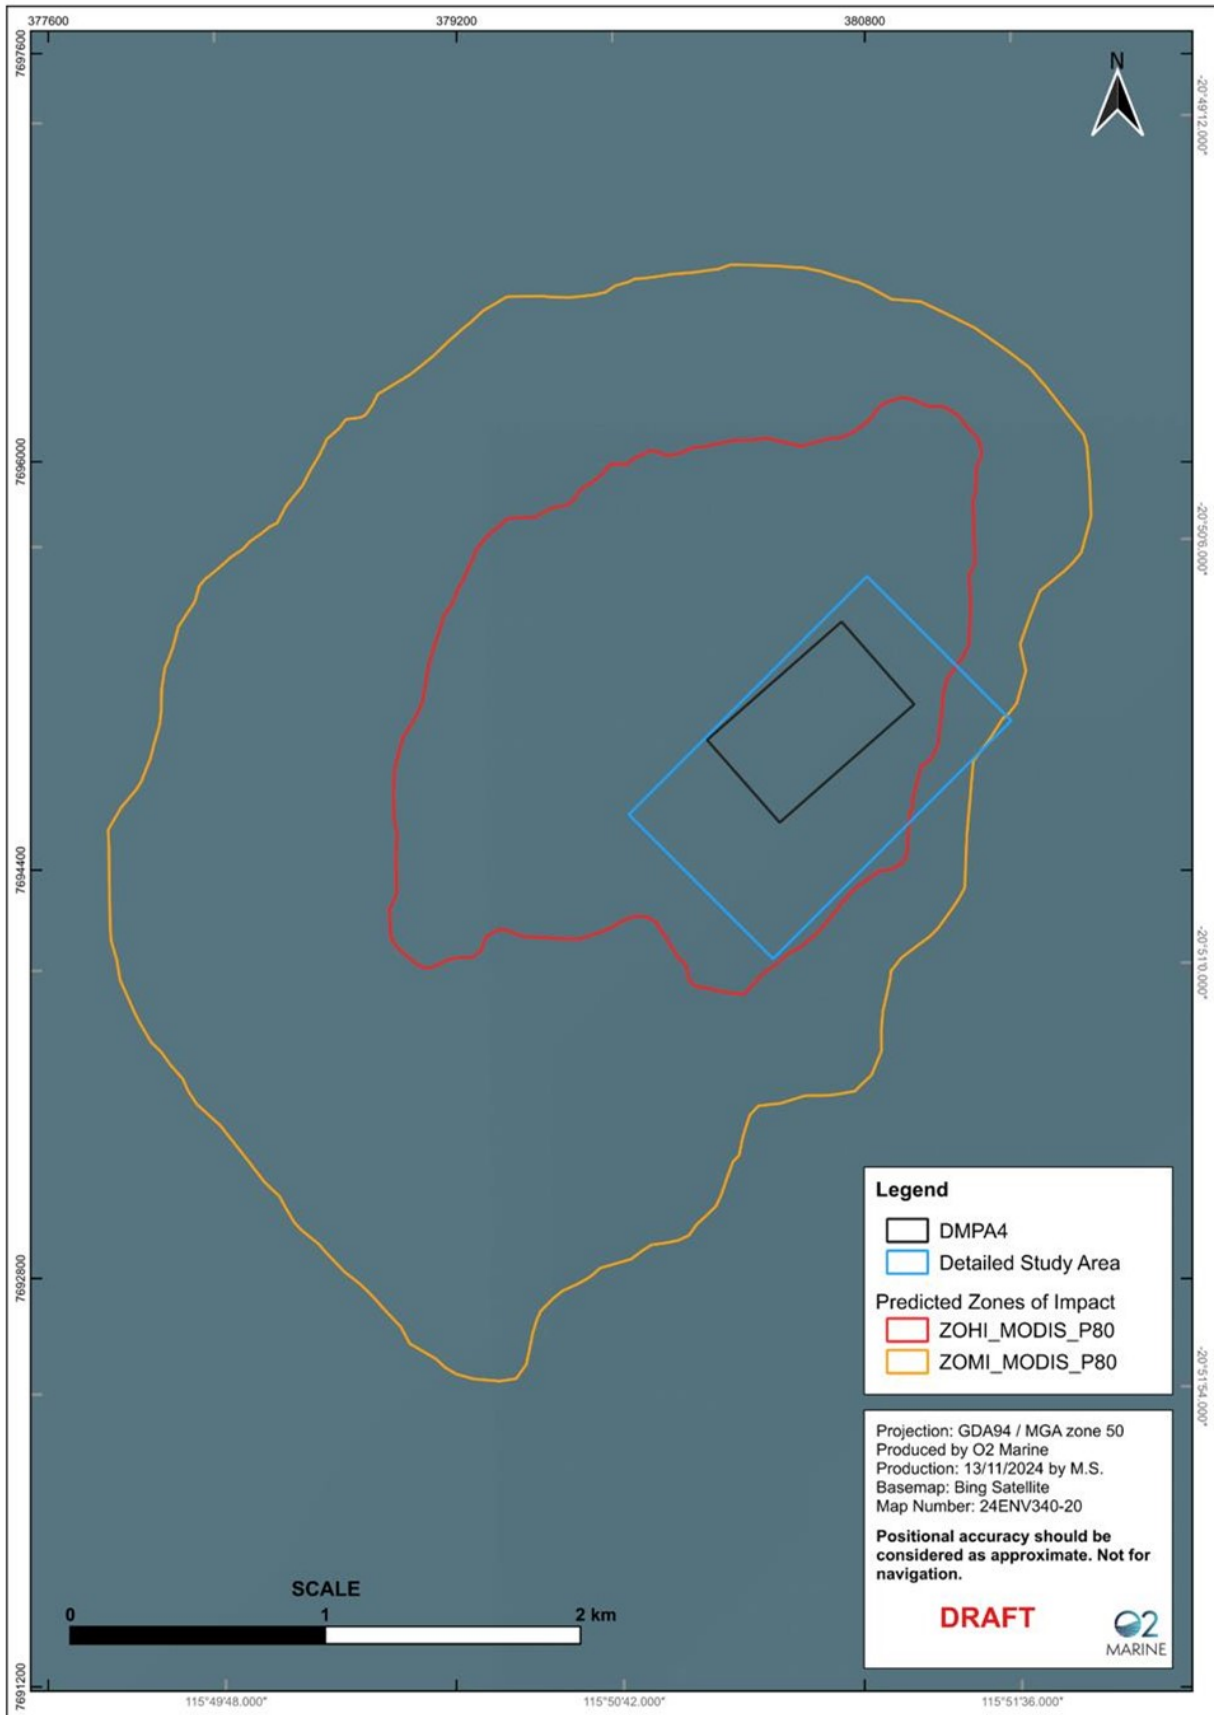 377600
379200
380800
7697600
N
-20°49'12.000"
7696000
-20°50'6.000"
7694400
-20°51'0.000"
Legend
DMPA4
Detailed Study Area
7692800
Predicted Zones of Impact
ZOHI_MODIS_P80
ZOMI_MODIS_P80
-20°51'54.000"
Projection: GDA94 / MGA zone 50
Produced by O2 Marine
Production: 13/11/2024 by M.S.
Basemap: Bing Satellite
Map Number: 24ENV340-20
Positional accuracy should be
considered as approximate. Not for
navigation.
SCALE
0 1 2 km
DRAFT
O2
MARINE
7691200
115°49'48.000"
115°50'42.000"
115°51'36.000"